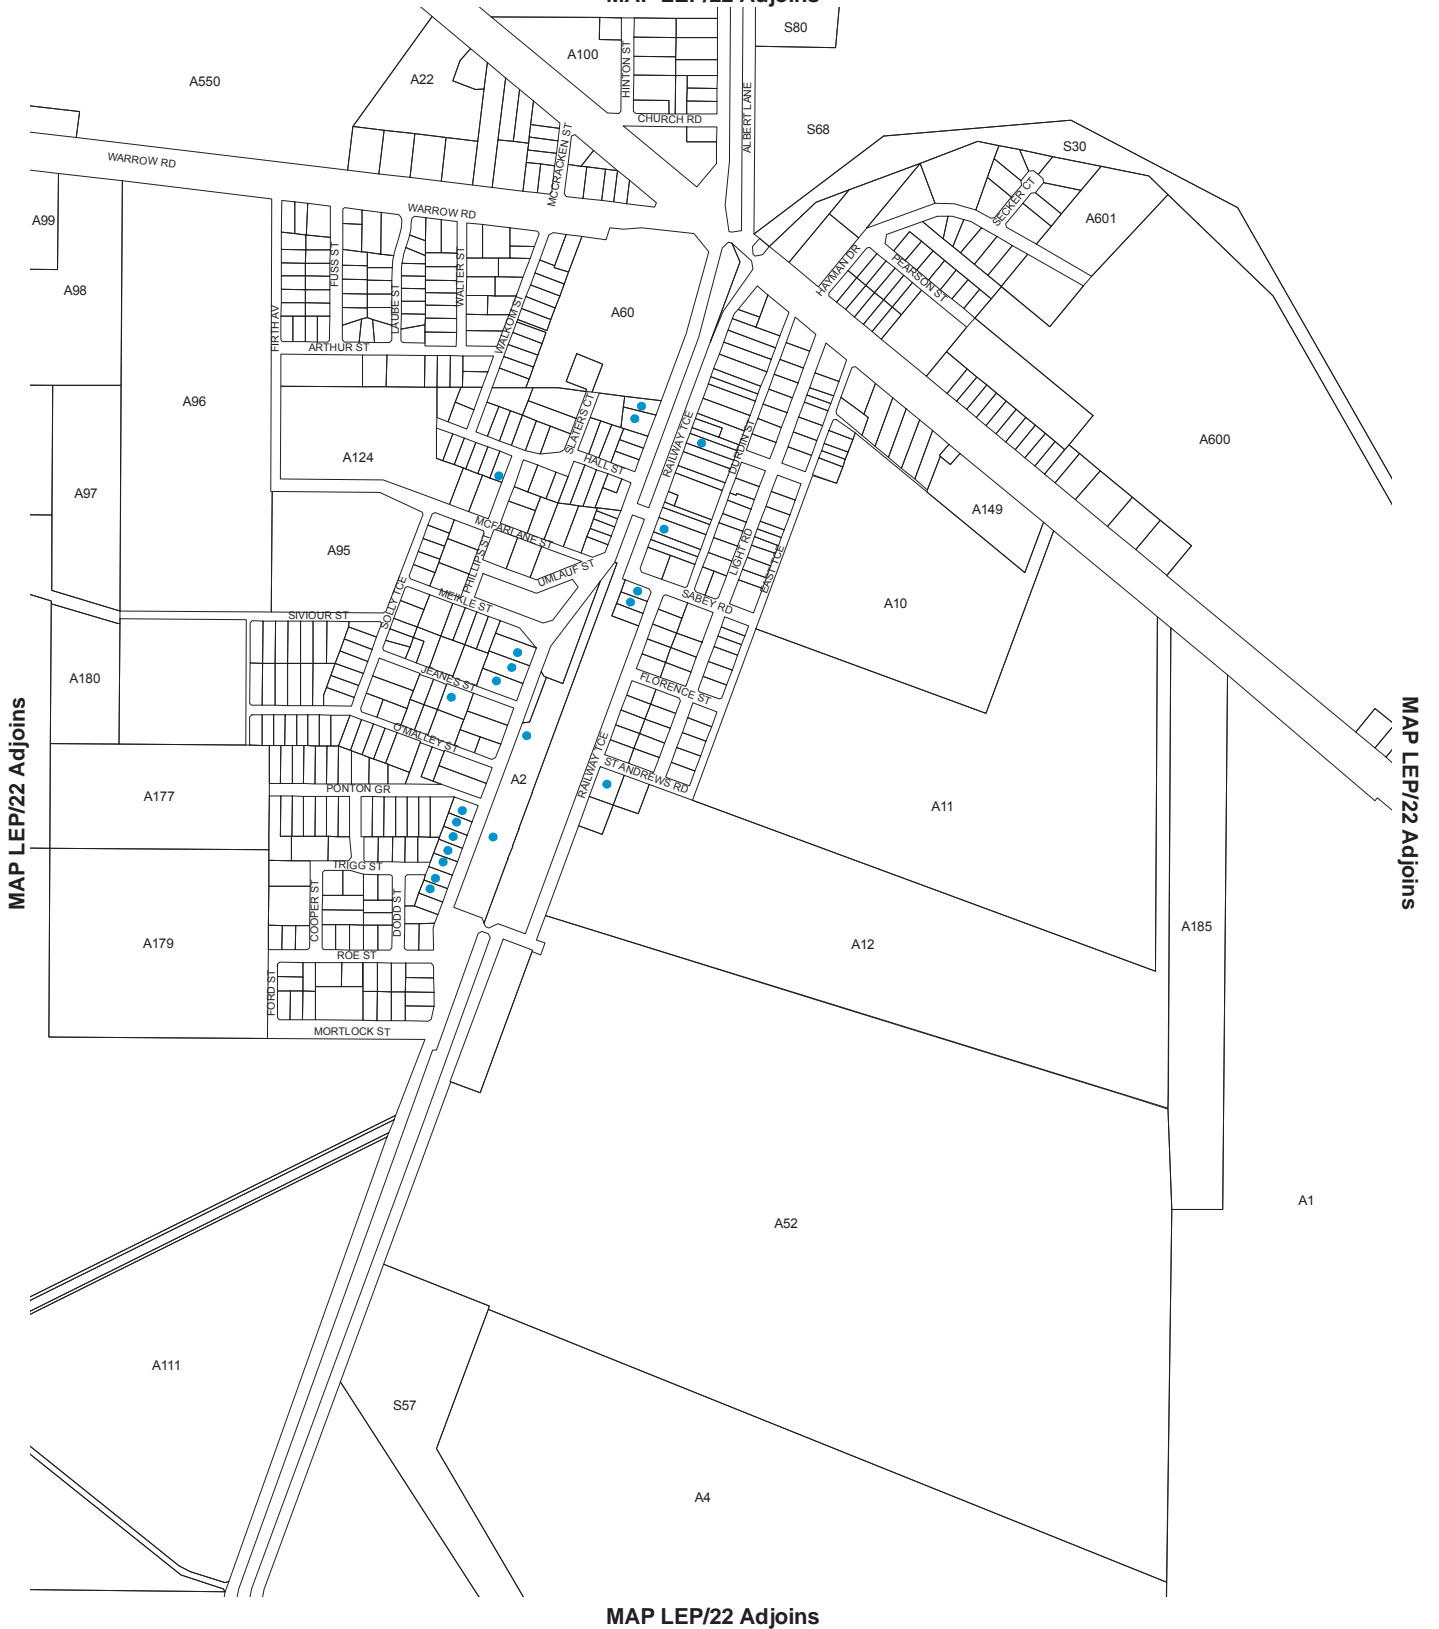 MAP LEP/22 Adjoins
S80
A100
HINTON ST
A22
A550
ALBERT LANE
CHURCH RD
S68
MCCRACKEN ST
S30
WARROW RD
SECKER CT
WARROW RD
A99
A601
FUSS ST
WALTER ST
HAYMAN DR
PEARSON ST
A98
LAUBE ST
A60
WALKOM ST
FIRTH AV
ARTHUR ST
A96
SLATERS CT
RAILWAY TCE
DURDIN ST
A600
A124
HALL ST
A97
A149
MCFARLANE ST
A95
PHILLIPS ST
LIGHT RD
EAST TCE
UMLAUF ST
SOLLY TCE
MEIKLE ST
SABEY RD
A10
SIVIOUR ST
A180
JEANES ST
FLORENCE ST
MAP LEP/22 Adjoins
MAP LEP/22 Adjoins
O'MALLEY ST
RAILWAY TCE
A2
ST ANDREWS RD
PONTON GR
A177
A11
TRIGG ST
COOPER ST
DODD ST
A185
A179
A12
ROE ST
FORD ST
MORTLOCK ST
A1
A52
A111
S57
A4
MAP LEP/22 Adjoins